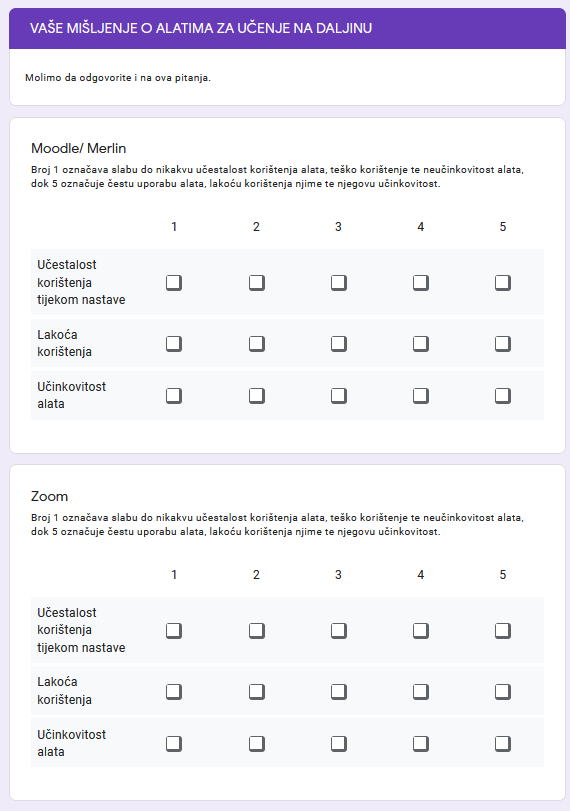 VAŠE MIŠLJENJE O ALATIMA ZA UČENJE NA DALJINU
Molimo da odgovorite i na ova pitanja.
Moodle/ Merlin
Broj 1 označava slabu do nikakvu učestalost korištenja alata, teško korištenje te neučinkovitost alata,
dok 5 označuje čestu uporabu alata, lakoću korištenja njime te njegovu učinkovitost.
1 2 3 4 5
Učestalost
korištenja
tijekom nastave
Lakoća
korištenja
Učinkovitost
alata
Zoom
Broj 1 označava slabu do nikakvu učestalost korištenja alata, teško korištenje te neučinkovitost alata,
dok 5 označuje čestu uporabu alata, lakoću korištenja njime te njegovu učinkovitost.
1 2 3 4 5
Učestalost
korištenja
tijekom nastave
Lakoća
korištenja
Učinkovitost
alata